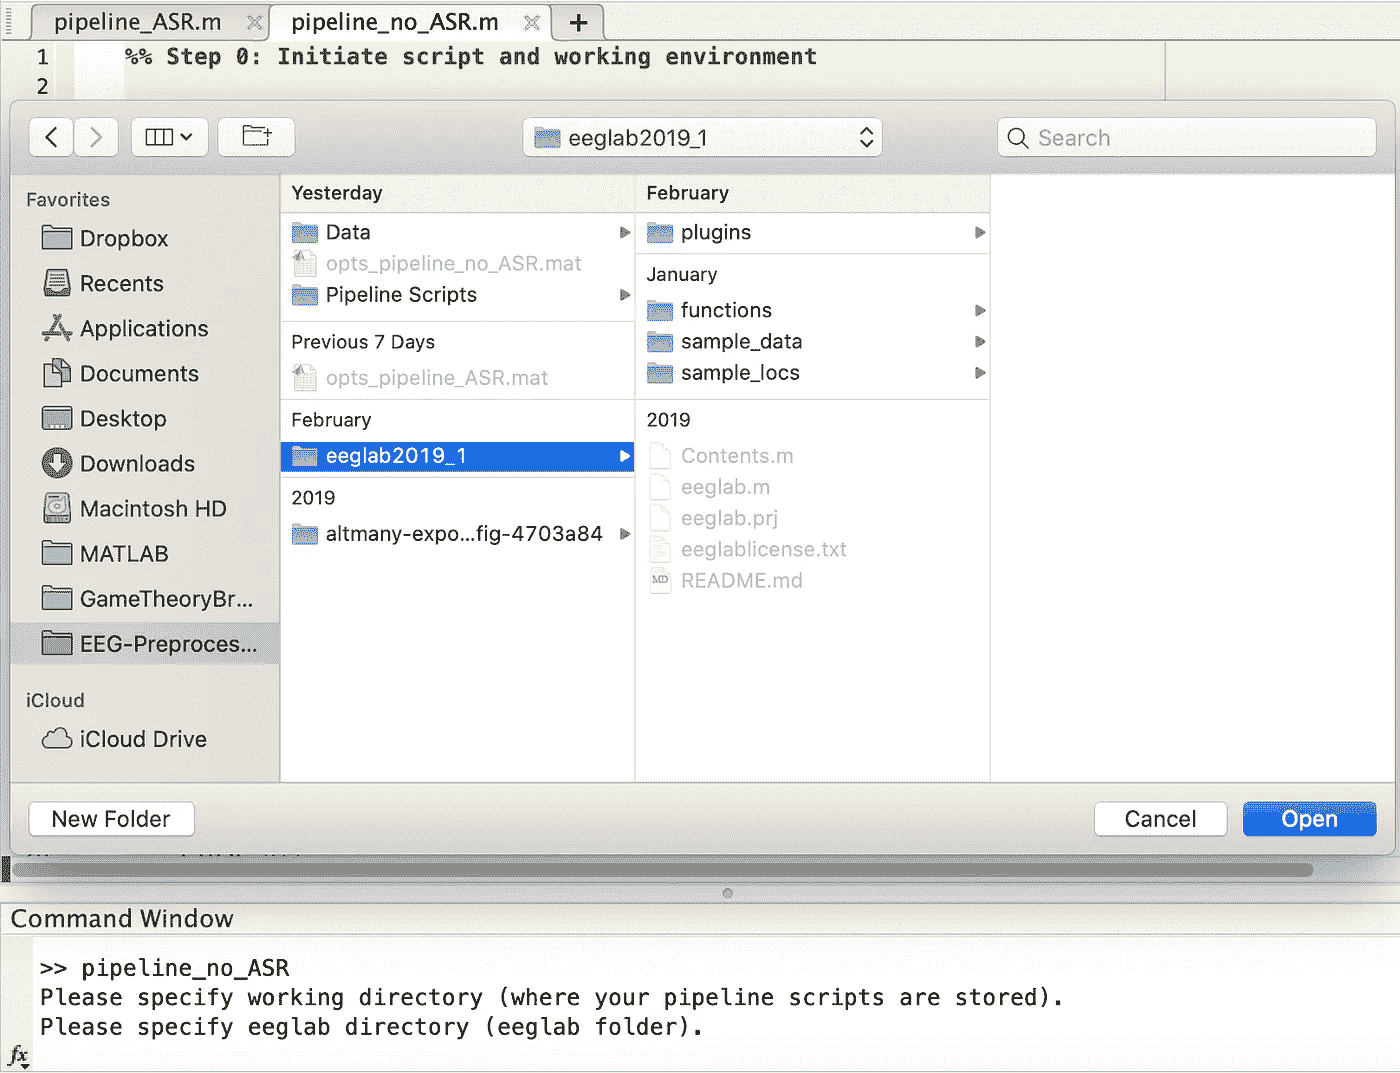 pipeline_ASR.m
pipeline_no_ASR.m
+
1 %% Step 0: Initiate script and working environment
2
eeglab2019_1
Search
Favorites
Dropbox
Recents
Applications
Documents
Desktop
Downloads
Macintosh HD
MATLAB
GameTheoryBr...
EEG-Preproces...
iCloud
iCloud Drive
Yesterday
Data
opts_pipeline_no_ASR.mat
Pipeline Scripts
Previous 7 Days
opts_pipeline_ASR.mat
February
eeglab2019_1
2019
altmany-expo...fig-4703a84
February
plugins
January
functions
sample_data
sample_locs
2019
Contents.m
eeglab.m
eeglab.prj
eeglablicense.txt
MD README.md
New Folder
Cancel
Open
Command Window
>> pipeline_no_ASR
Please specify working directory (where your pipeline scripts are stored).
Please specify eeglab directory (eeglab folder).
fx